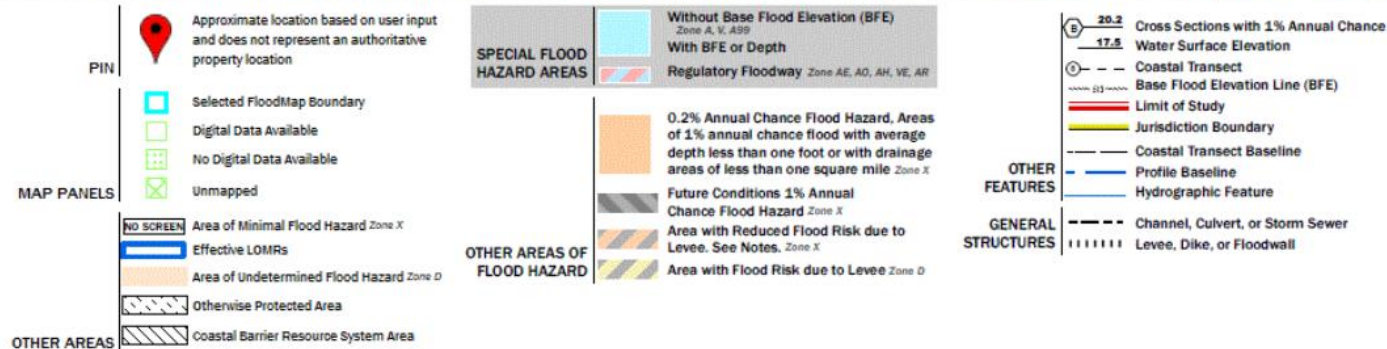 Approximate location based on user input
and does not represent an authoritative
property location
PIN
Selected FloodMap Boundary
Digital Data Available
No Digital Data Available
Unmapped
MAP PANELS
NO SCREEN Area of Minimal Flood Hazard Zone X
Effective LOMRs
Area of Undetermined Flood Hazard Zone D
Otherwise Protected Area
Coastal Barrier Resource System Area
OTHER AREAS
Without Base Flood Elevation (BFE)
Zone A, V, A99
With BFE or Depth
Regulatory Floodway Zone AE, AO, AH, VE, AR
SPECIAL FLOOD
HAZARD AREAS
0.2% Annual Chance Flood Hazard, Areas
of 1% annual chance flood with average
depth less than one foot or with drainage
areas of less than one square mile Zone X
Future Conditions 1% Annual
Chance Flood Hazard Zone X
Area with Reduced Flood Risk due to
Levee. See Notes. Zone X
Area with Flood Risk due to Levee Zone D
OTHER AREAS OF
FLOOD HAZARD
B 20.2 Cross Sections with 1% Annual Chance
17.5 Water Surface Elevation
8 Coastal Transect
513 Base Flood Elevation Line (BFE)
Limit of Study
Jurisdiction Boundary
Coastal Transect Baseline
Profile Baseline
Hydrographic Feature
OTHER
FEATURES
Channel, Culvert, or Storm Sewer
Levee, Dike, or Floodwall
GENERAL
STRUCTURES